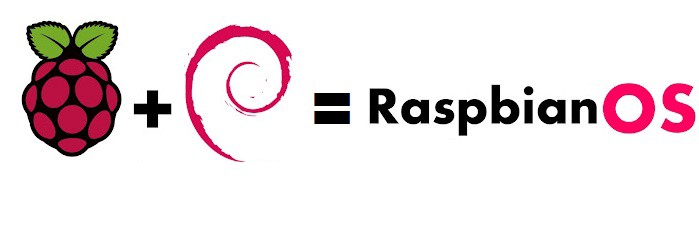 + = RaspbianOS